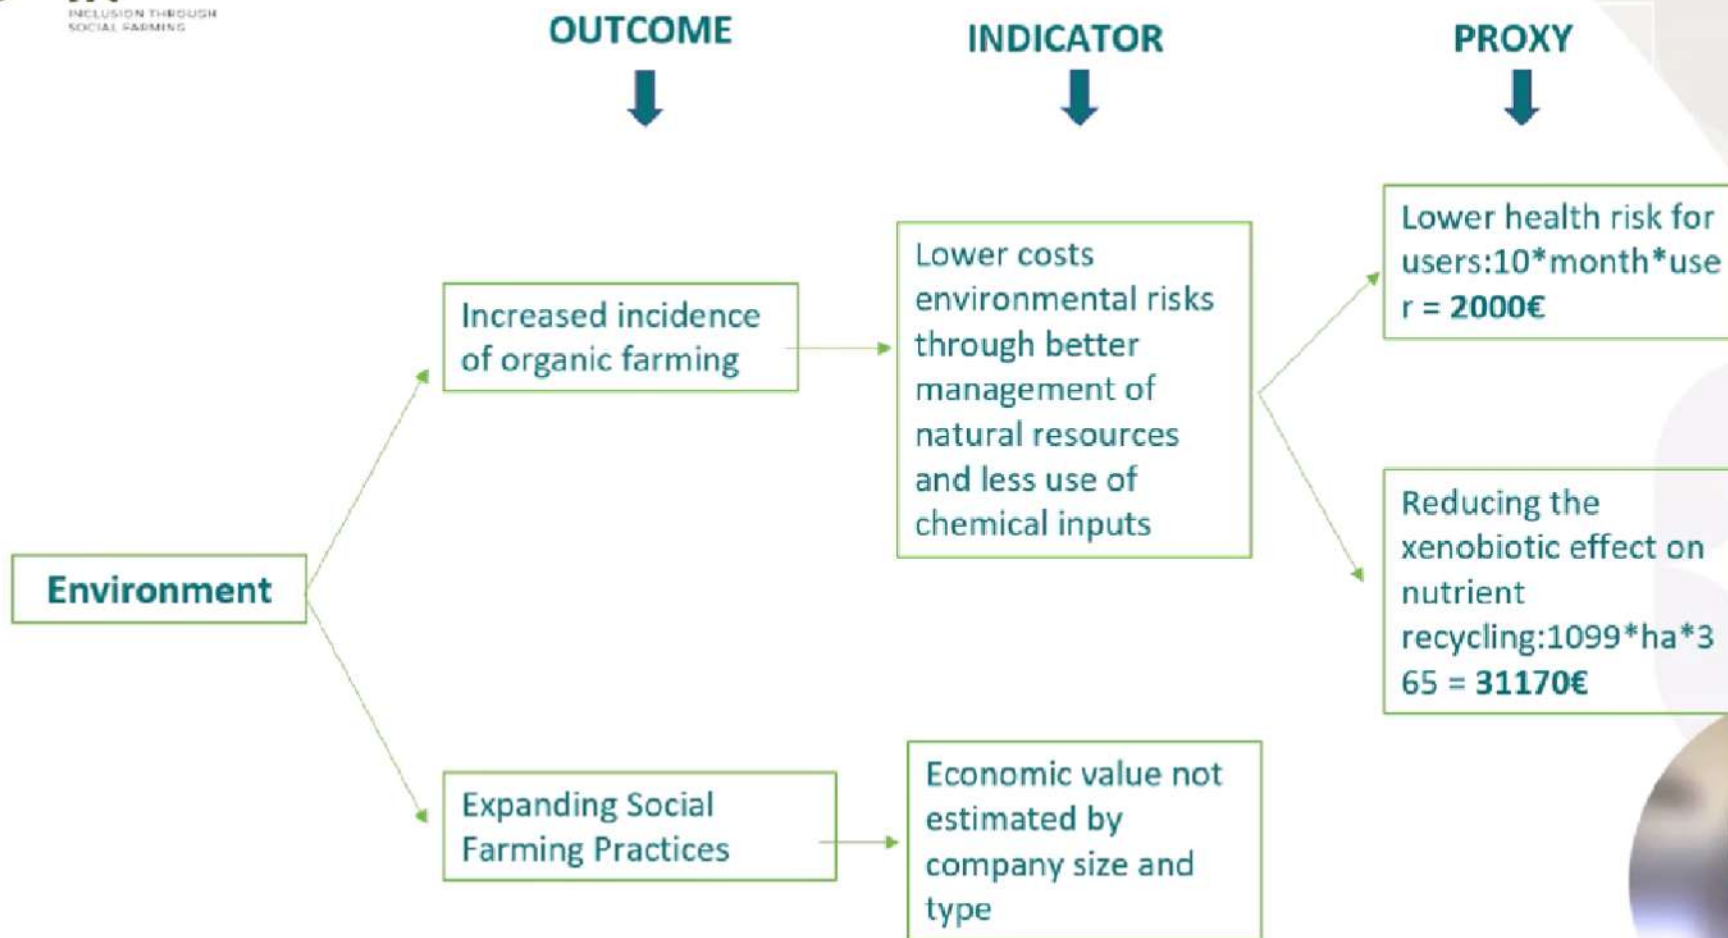 INCLUSION THROUGH
SOCIAL FARMING
OUTCOME
INDICATOR
PROXY
Environment
Increased incidence
of organic farming
Lower costs
environmental risks
through better
management of
natural resources
and less use of
chemical inputs
Lower health risk for
users:10*month*use
r = 2000€
Reducing the
xenobiotic effect on
nutrient
recycling:1099*ha*3
65 = 31170€
Expanding Social
Farming Practices
Economic value not
estimated by
company size and
type